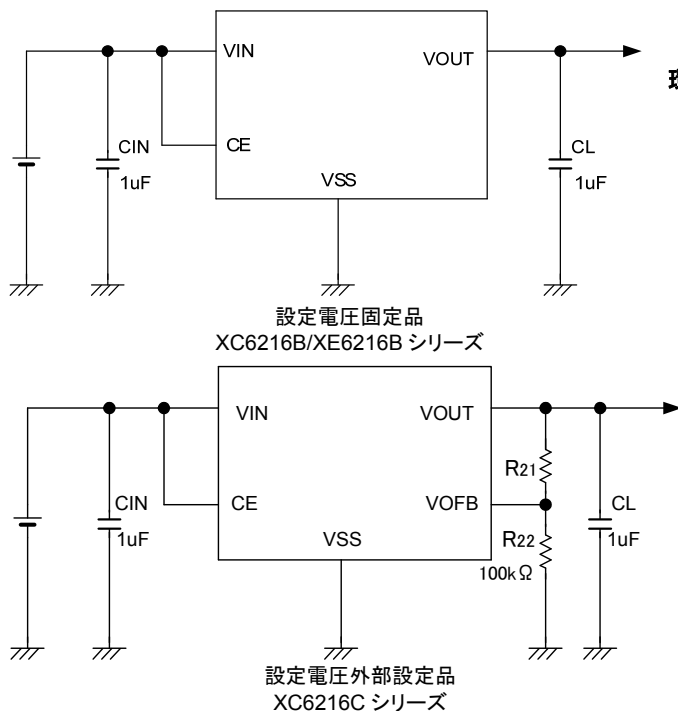 VIN
VOUT
CIN
CE
CL
1uF
VSS
1uF
設定電圧固定品
XC6216B/XE6216B シリーズ
VIN
VOUT
R21
CIN
CE
VOFB
CL
1uF
VSS
R22
1uF
100kΩ
設定電圧外部設定品
XC6216C シリーズ